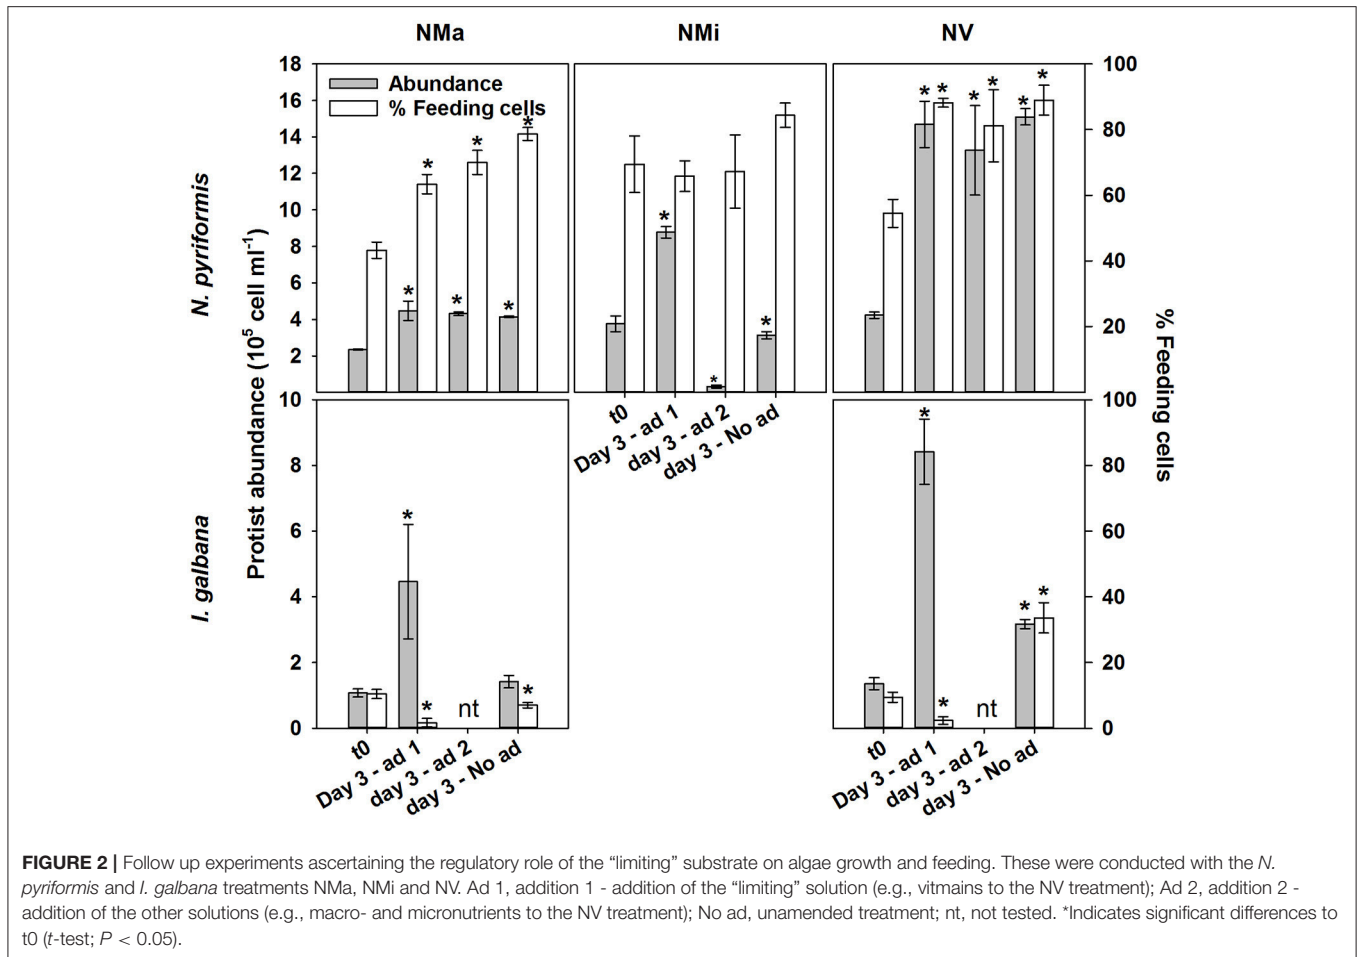 NMa NMi NV
18 100
Abundance
% Feeding cells
16
14
12
10
8
6
4
2
80
60
40
20
* * * * * *
* * *
* * * * * *
N. pyriformis
Protist abundance (10⁵ cell ml⁻¹)
% Feeding cells
t0
Day 3 - ad 1
day 3 - ad 2
day 3 - No ad
I. galbana
10
8
6
4
2
0
100
80
60
40
20
0
* * nt *
* * nt * *
t0
Day 3 - ad 1
day 3 - ad 2
day 3 - No ad
t0
Day 3 - ad 1
day 3 - ad 2
day 3 - No ad
FIGURE 2 | Follow up experiments ascertaining the regulatory role of the “limiting” substrate on algae growth and feeding. These were conducted with the N.
pyriformis and I. galbana treatments NMa, NMi and NV. Ad 1, addition 1 - addition of the “limiting” solution (e.g., vitmains to the NV treatment); Ad 2, addition 2 -
addition of the other solutions (e.g., macro- and micronutrients to the NV treatment); No ad, unamended treatment; nt, not tested. *Indicates significant differences to
t0 (t-test; P < 0.05).